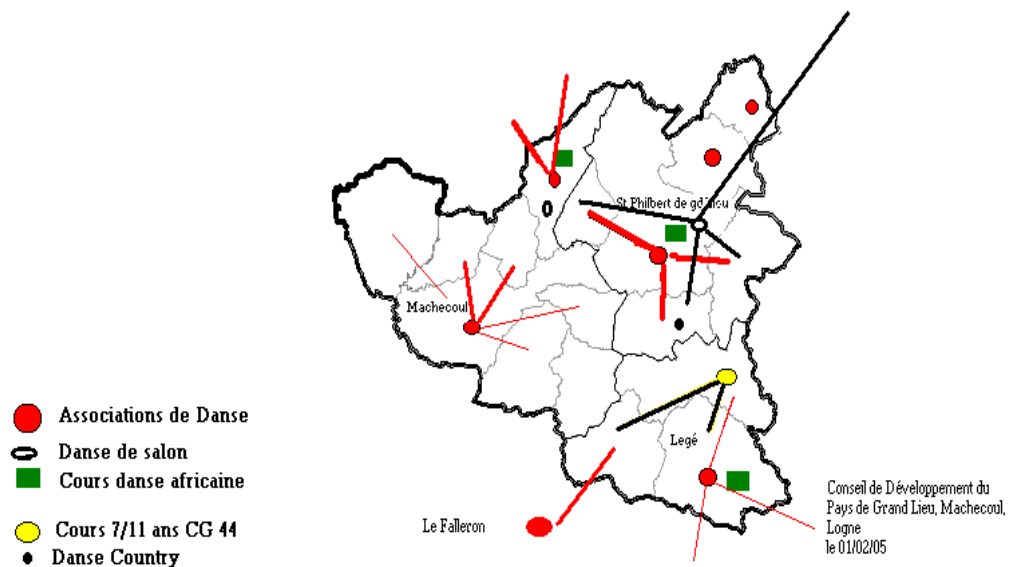 St Philbert de gd lieu
Machecoul
Legé
Le Falleron
Associations de Danse
Danse de salon
Cours danse africaine
Cours 7/11 ans CG 44
Danse Country
Conseil de Développement du
Pays de Grand Lieu, Machecoul,
Logne
le 01/02/05